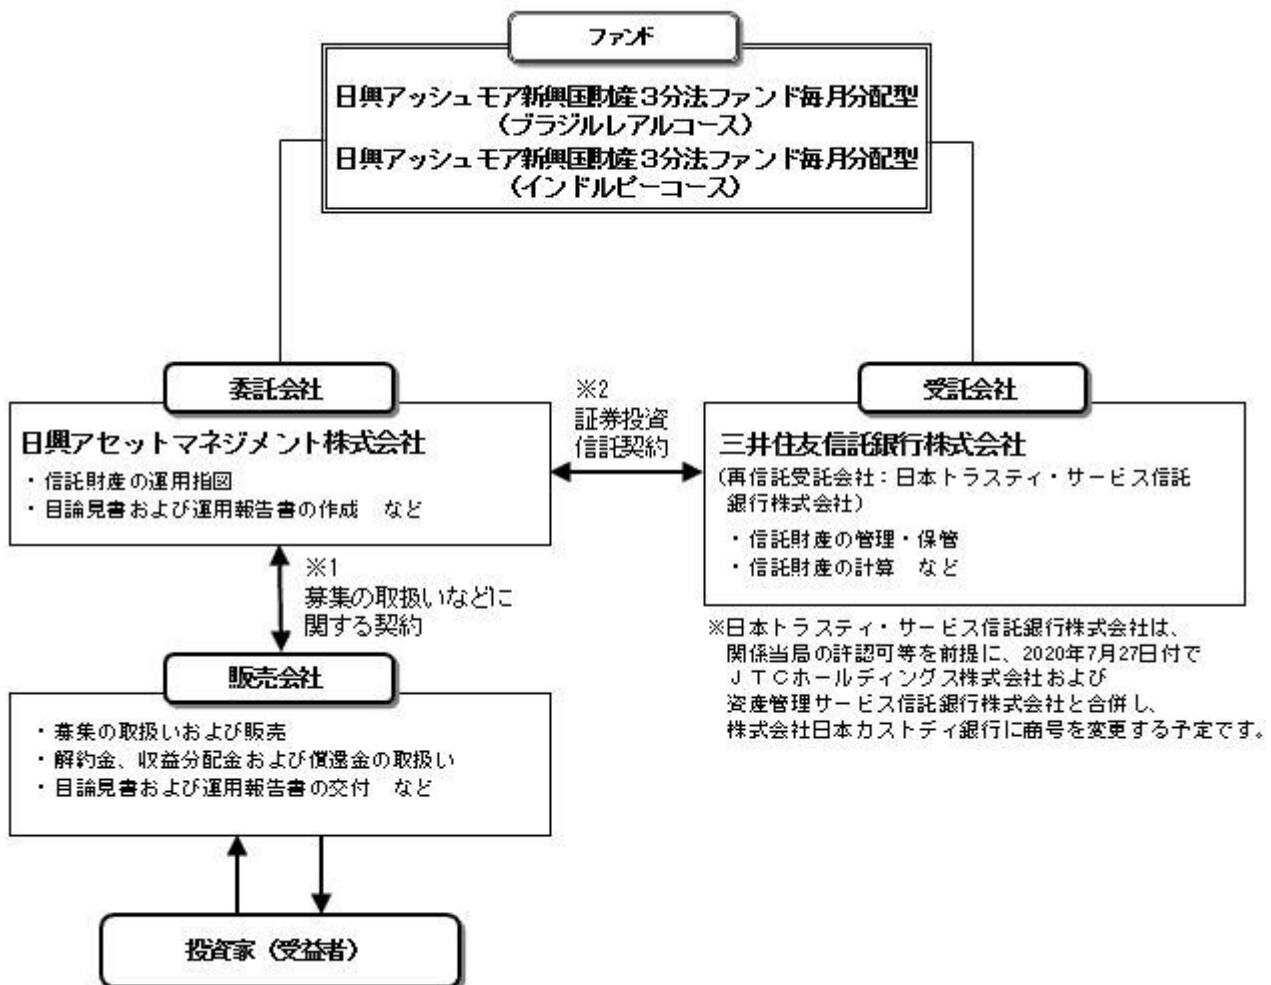 ファンド
日興アッシュモア新興国財産3分法ファンド毎月分配型
(ブラジルレアルコース)
日興アッシュモア新興国財産3分法ファンド毎月分配型
(インドルピーコース)
委託会社
日興アセットマネジメント株式会社
・信託財産の運用指図
・目論見書および運用報告書の作成 など
※2
証券投資
信託契約
受託会社
三井住友信託銀行株式会社
(再信託受託会社:日本トラスティ・サービス信託
銀行株式会社)
・信託財産の管理・保管
・信託財産の計算 など
※日本トラスティ・サービス信託銀行株式会社は、
関係当局の許認可等を前提に、2020年7月27日付で
JTCホールディングス株式会社および
資産管理サービス信託銀行株式会社と合併し、
株式会社日本カストディ銀行に商号を変更する予定です。
※1
募集の取扱いなどに
関する契約
販売会社
・募集の取扱いおよび販売
・解約金、収益分配金および償還金の取扱い
・目論見書および運用報告書の交付 など
投資家(受益者)